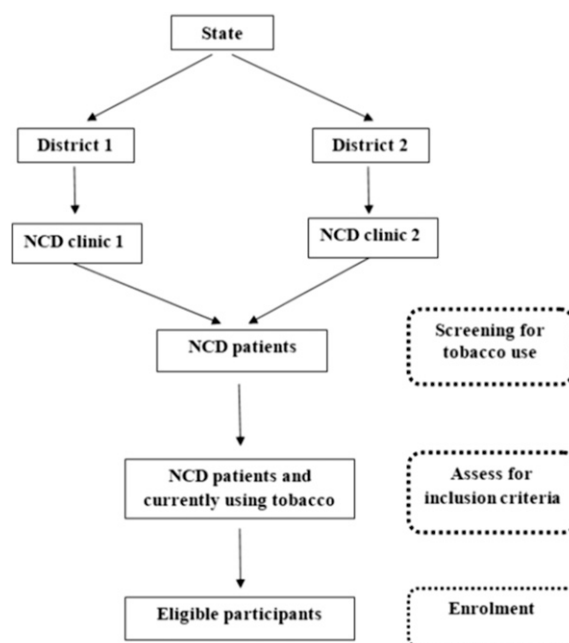 State
District 1
District 2
NCD clinic 1
NCD clinic 2
NCD patients
Screening for
tobacco use
NCD patients and
currently using tobacco
Assess for
inclusion criteria
Eligible participants
Enrolment